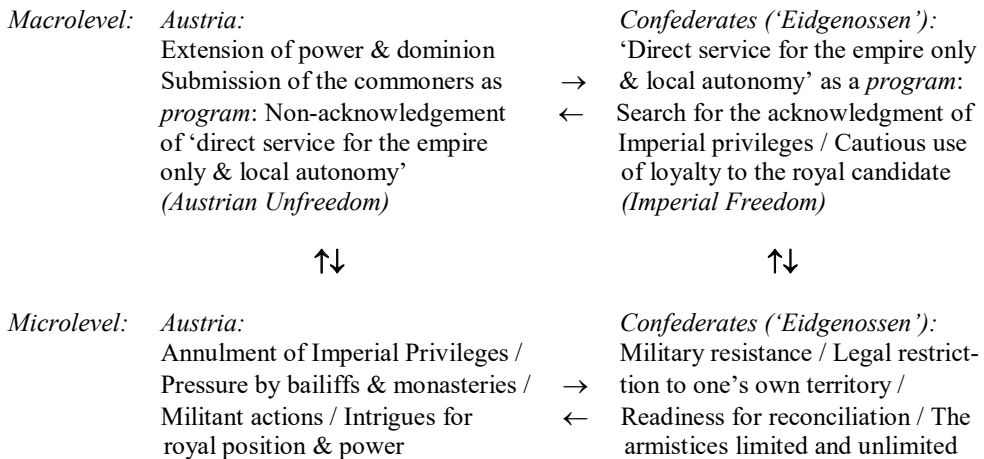 Macrolevel: Austria: Confederates (‘Eidgenossen’):
Extension of power & dominion ‘Direct service for the empire only
Submission of the commoners as → & local autonomy’ as a program:
program: Non-acknowledgement ← Search for the acknowledgment of
of ‘direct service for the empire Imperial privileges / Cautious use
only & local autonomy’ of loyalty to the royal candidate
(Austrian Unfreedom) (Imperial Freedom)
↑↓ ↑↓
Microlevel: Austria: Confederates (‘Eidgenossen’):
Annulment of Imperial Privileges / Military resistance / Legal restrict-
Pressure by bailiffs & monasteries / → tion to one’s own territory /
Militant actions / Intrigues for ← Readiness for reconciliation / The
royal position & power armistices limited and unlimited